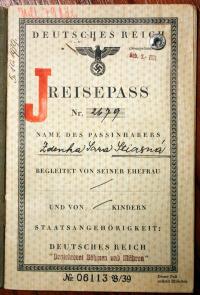 DEUTSCHES REICH
J
REISEPASS
Nr. 2679
NAME DES PASSINHABERS
Zdenka Sara
BEGLEITET VON SEINER EHEFRAU
UND VON KINDERN
STAATSANGEHÖRIGKEIT:
DEUTSCHES REICH
"Protektorat Böhmen und Mähren"
№ 06113 B/39